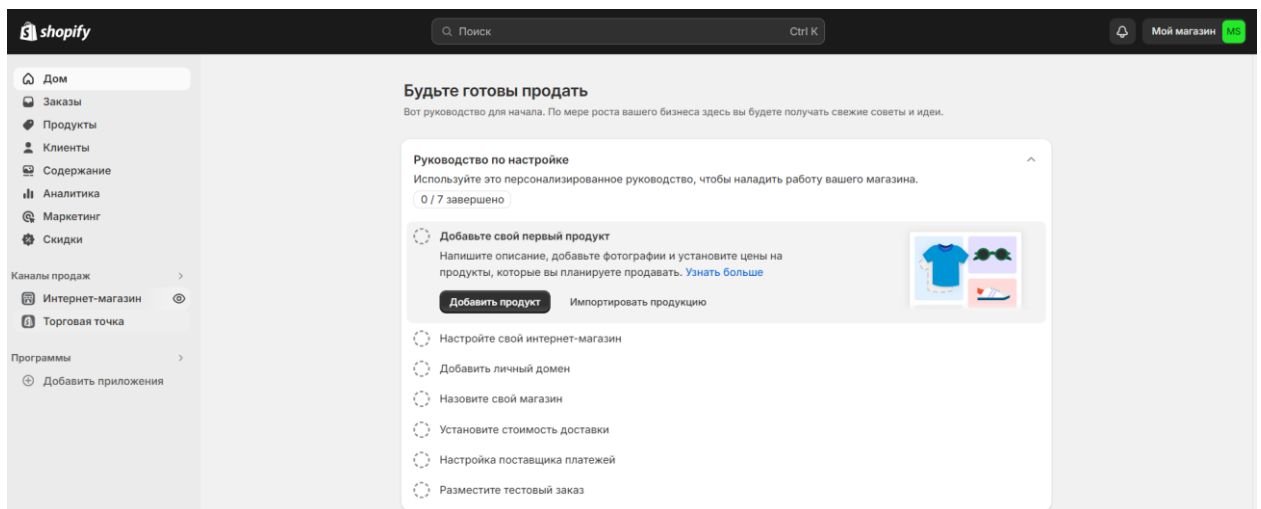 shopify
Поиск
Ctrl K
Мой магазин
MS
Дом
Заказы
Продукты
Клиенты
Содержание
Аналитика
Маркетинг
Скидки
Каналы продаж
Интернет-магазин
Торговая точка
Программы
Добавить приложения
Будьте готовы продать
Вот руководство для начала. По мере роста вашего бизнеса здесь вы будете получать свежие советы и идеи.
Руководство по настройке
Используйте это персонализированное руководство, чтобы наладить работу вашего магазина.
0 / 7 завершено
Добавьте свой первый продукт
Напишите описание, добавьте фотографии и установите цены на
продукты, которые вы планируете продавать. Узнать больше
Добавить продукт
Импортировать продукцию
Настройте свой интернет-магазин
Добавить личный домен
Назовите свой магазин
Установите стоимость доставки
Настройка поставщика платежей
Разместите тестовый заказ